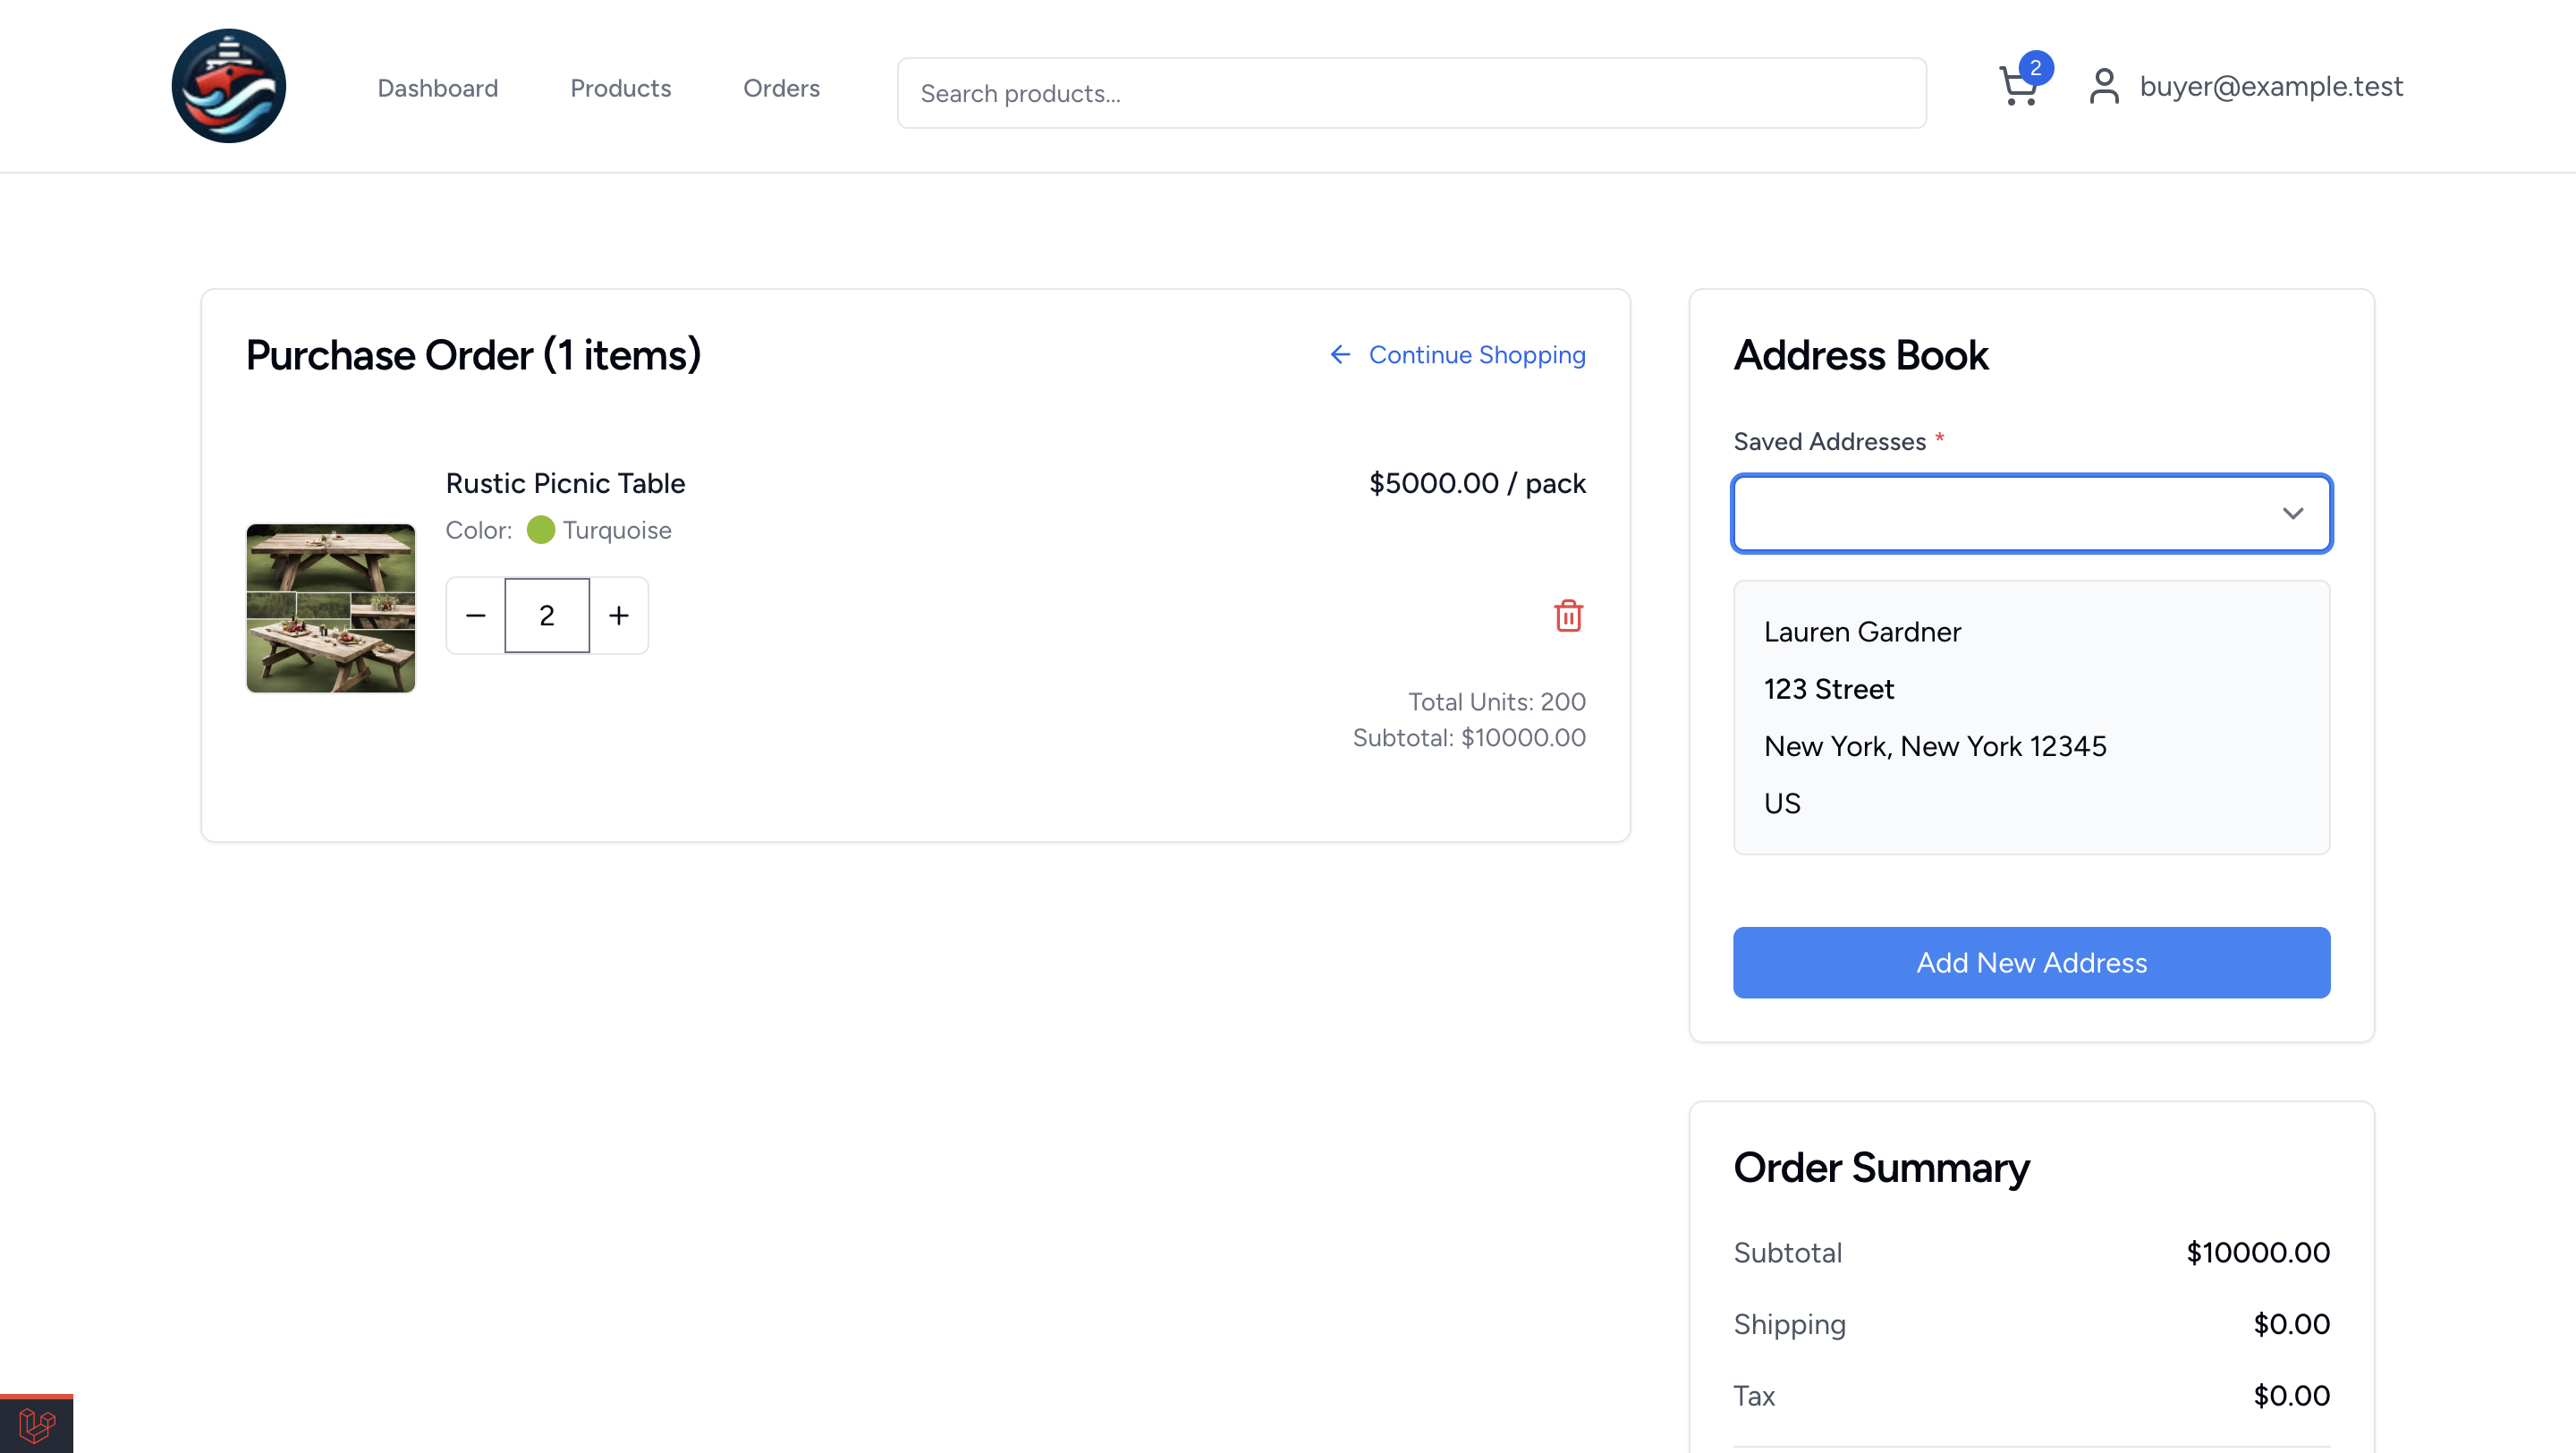 Dashboard
Products
Orders
Search products...
2
buyer@example.test
Purchase Order (1 items)
Continue Shopping
Rustic Picnic Table
$5000.00 / pack
Color: Turquoise
2
Total Units: 200
Subtotal: $10000.00
Address Book
Saved Addresses *
Lauren Gardner
123 Street
New York, New York 12345
US
Add New Address
Order Summary
Subtotal
$10000.00
Shipping
$0.00
Tax
$0.00